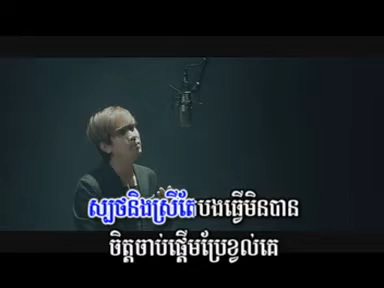 ស្បថនិងស្រីតែបងធ្វើមិនបាន
ចិត្តចាប់ផ្ដើមប្រែខ្វល់គេ